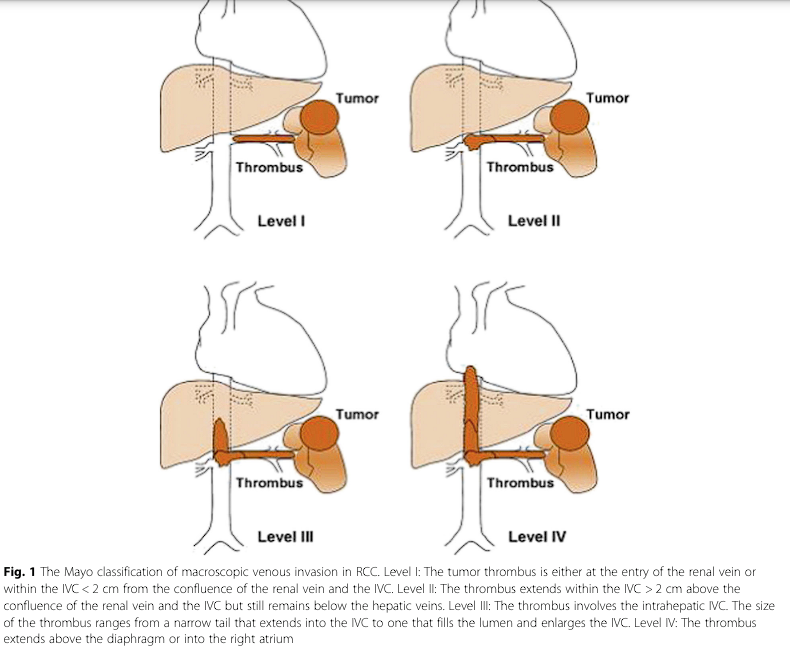 Tumor
Tumor
Thrombus
Thrombus
Level I
Level II
Tumor
Tumor
Thrombus
Thrombus
Level III
Level IV
Fig. 1 The Mayo classification of macroscopic venous invasion in RCC. Level I: The tumor thrombus is either at the entry of the renal vein or
within the IVC < 2 cm from the confluence of the renal vein and the IVC. Level II: The thrombus extends within the IVC > 2 cm above the
confluence of the renal vein and the IVC but still remains below the hepatic veins. Level III: The thrombus involves the intrahepatic IVC. The size
of the thrombus ranges from a narrow tail that extends into the IVC to one that fills the lumen and enlarges the IVC. Level IV: The thrombus
extends above the diaphragm or into the right atrium